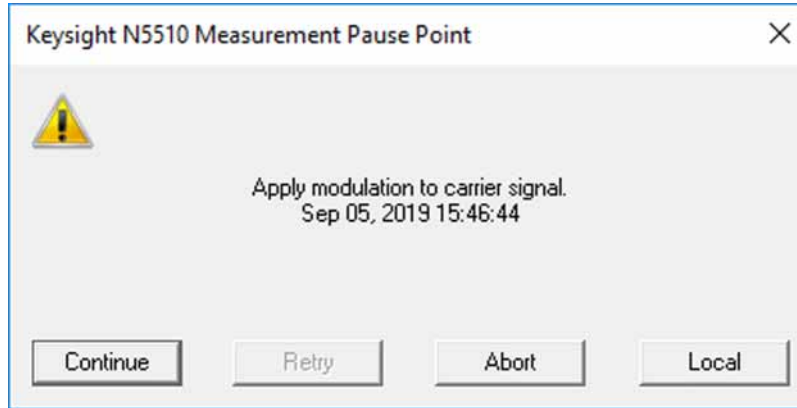 Keysight N5510 Measurement Pause Point
Apply modulation to carrier signal.
Sep 05, 2019 15:46:44
Continue Retry Abort Local